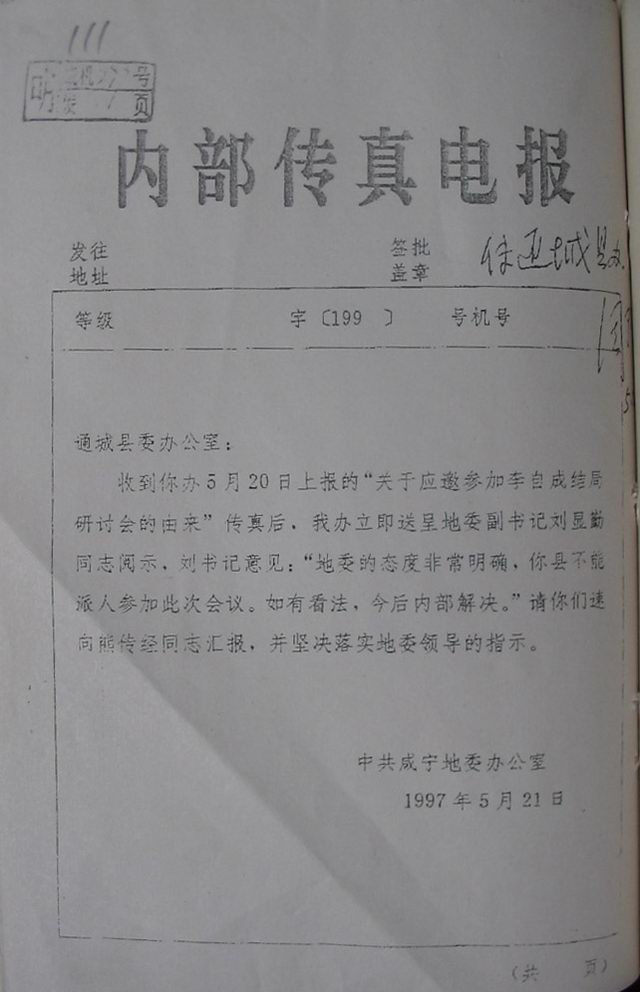 111
号
页
内部传真电报
发往
地址
签批
盖章
等级 字〔199 〕 号机号
通城县委办公室：
收到你办5月20日上报的“关于应邀参加李自成结局
研讨会的由来”传真后，我办立即送呈地委副书记刘显勤
同志阅示，刘书记意见：“地委的态度非常明确，你县不能
派人参加此次会议。如有看法，今后内部解决。”请你们速
向熊传经同志汇报，并坚决落实地委领导的指示。
中共咸宁地委办公室
1997年5月21日
（共 页）